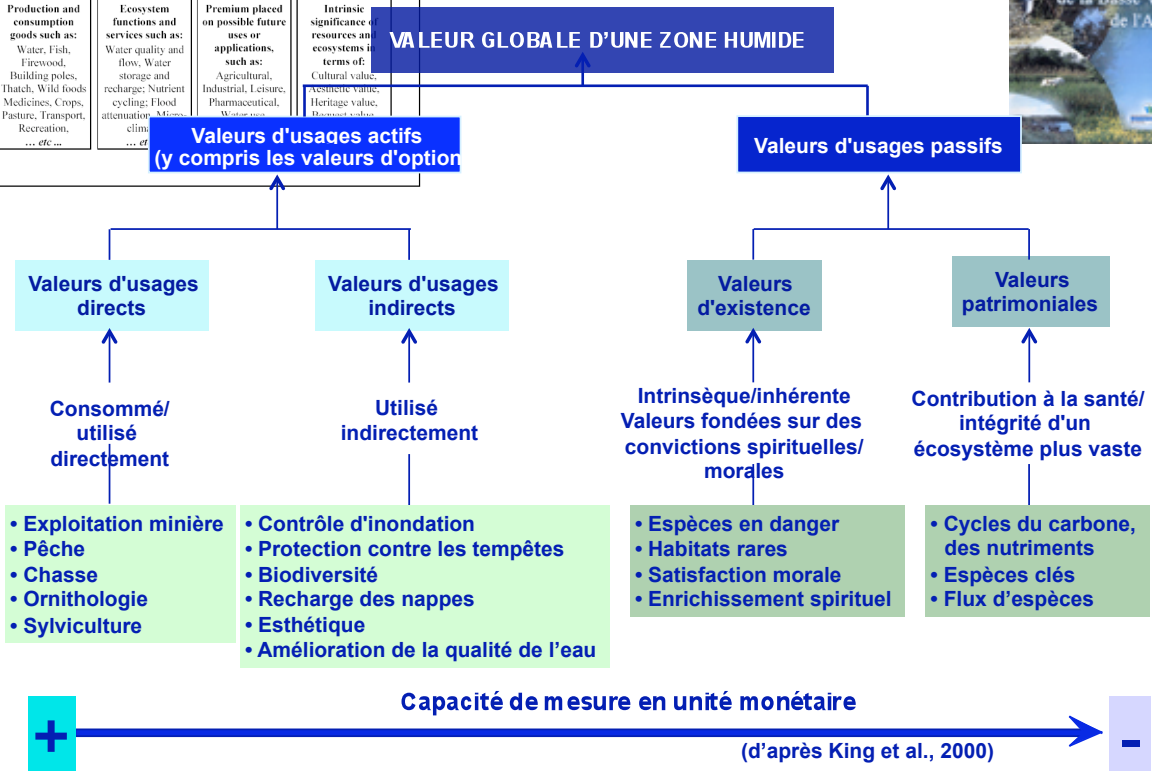 Production and
consumption
goods such as:
Water, Fish,
Firewood,
Building poles,
Thatch, Wild foods
Medicines, Crops,
Pasture, Transport,
Recreation,
… etc ...
Ecosystem
functions and
services such as:
Water quality and
flow, Water
storage and
recharge; Nutrient
cycling; Flood
attenuation,
Premium placed
on possible future
uses or
applications,
such as:
Agricultural,
Industrial, Leisure,
Pharmaceutical,
Water use
Intrinsic
significance of
resources and
ecosystems in
terms of:
Cultural value,
Aesthetic value,
Heritage value,
Bequest value
de la Basse
de l'A
VALEUR GLOBALE D’UNE ZONE HUMIDE
Valeurs d'usages actifs
(y compris les valeurs d'option
Valeurs d'usages passifs
Valeurs d'usages
directs
Valeurs d'usages
indirects
Valeurs
d'existence
Valeurs
patrimoniales
Consommé/
utilisé
directement
Utilisé
indirectement
Intrinsèque/inhérente
Valeurs fondées sur des
convictions spirituelles/
morales
Contribution à la santé/
intégrité d'un
écosystème plus vaste
• Exploitation minière
• Pêche
• Chasse
• Ornithologie
• Sylviculture
• Contrôle d'inondation
• Protection contre les tempêtes
• Biodiversité
• Recharge des nappes
• Esthétique
• Amélioration de la qualité de l’eau
• Espèces en danger
• Habitats rares
• Satisfaction morale
• Enrichissement spirituel
• Cycles du carbone,
des nutriments
• Espèces clés
• Flux d’espèces
Capacité de mesure en unité monétaire
+
-
(d’après King et al., 2000)